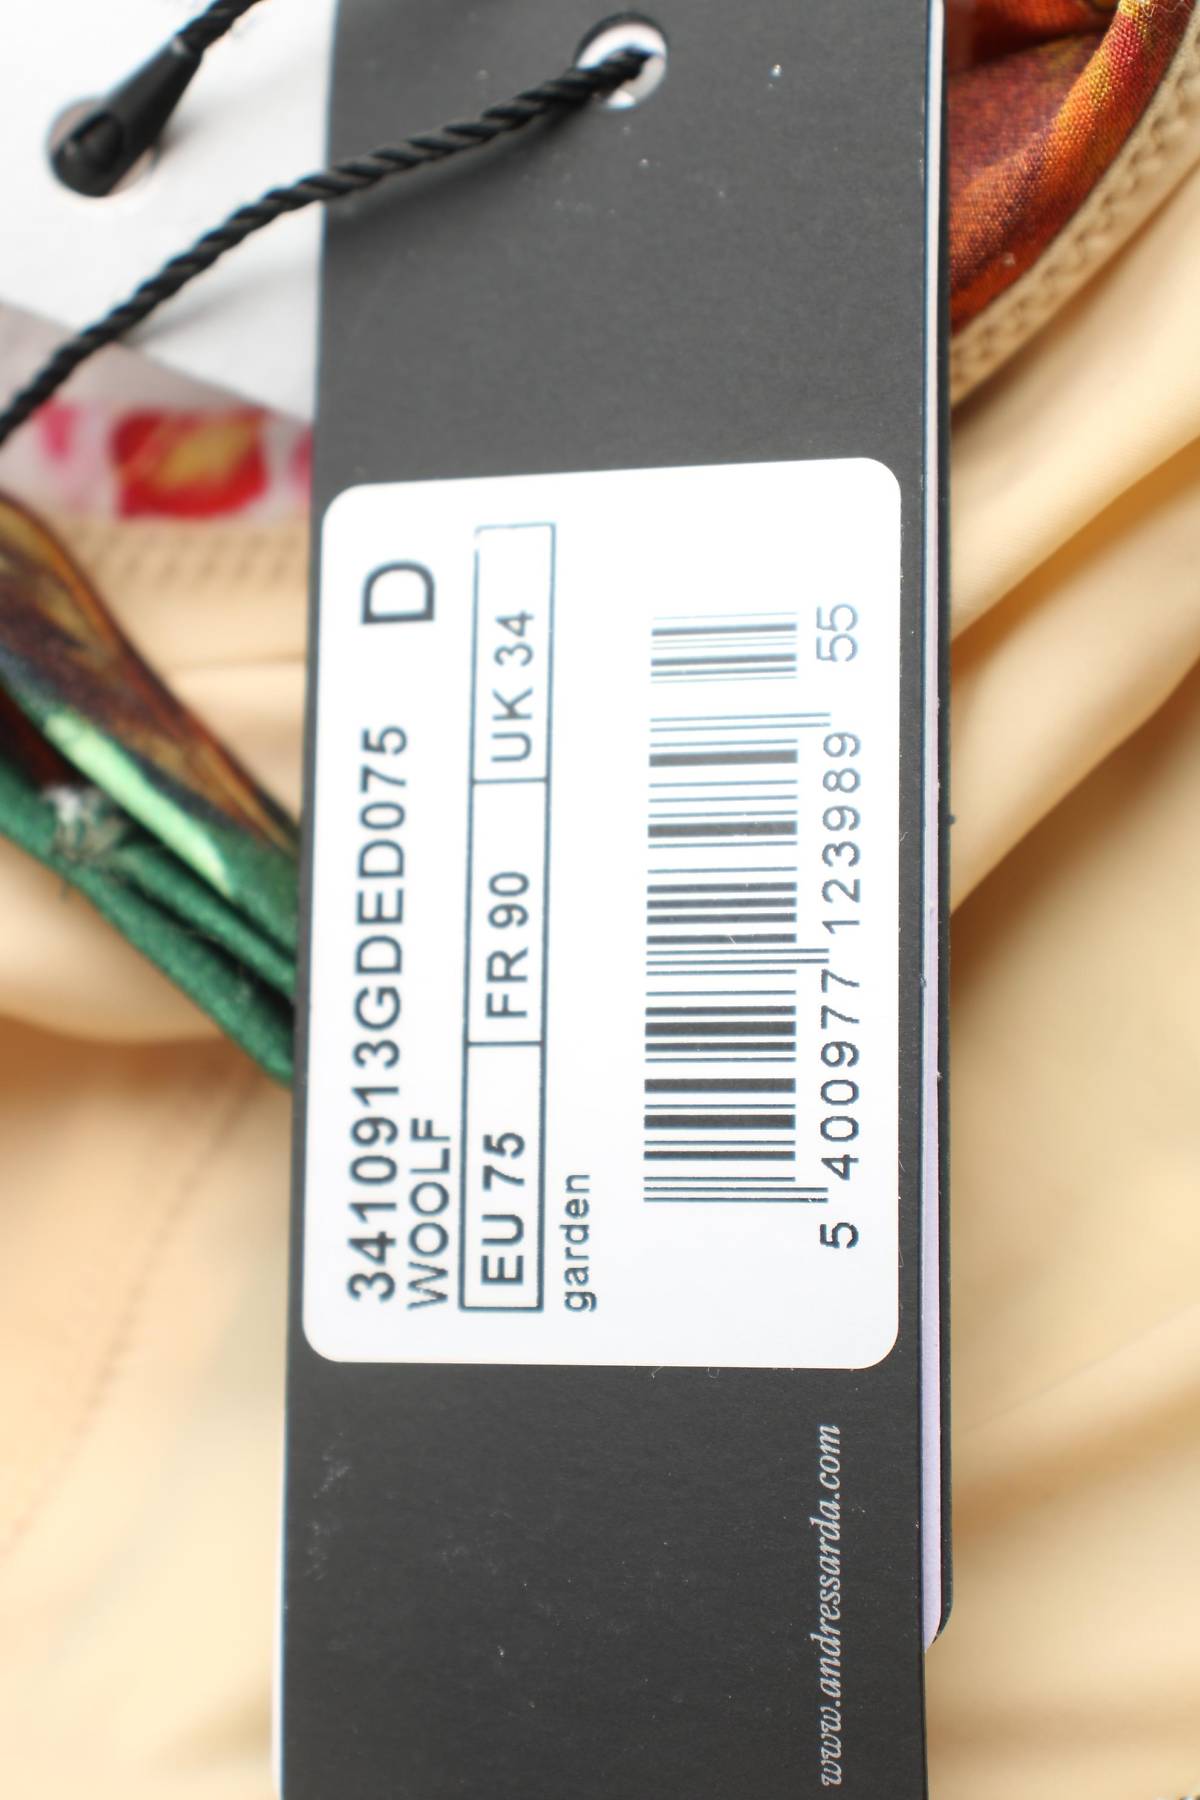 3410913GDED075 D
WOOLF
EU 75 FR 90 UK 34
garden
5 400977 123989 55
www.andressarda.com